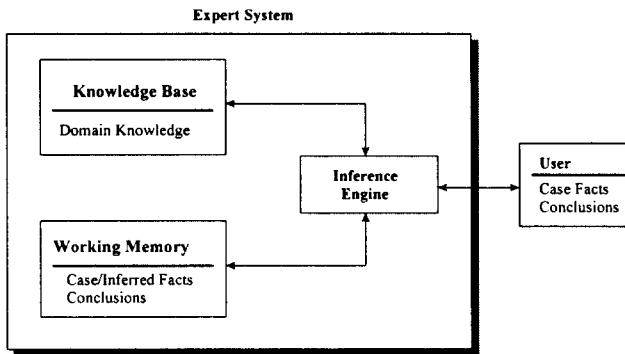 Expert System
Knowledge Base
Domain Knowledge
Inference
Engine
User
Case Facts
Conclusions
Working Memory
Case/Inferred Facts
Conclusions